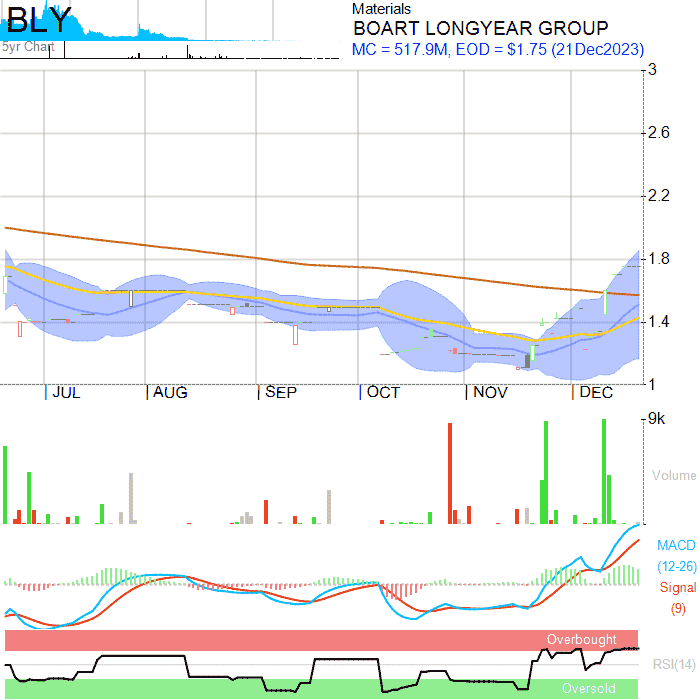 BLY
5yr Chart
Materials
BOART LONGYEAR GROUP
MC = 517.9M, EOD = $1.75 (21Dec2023)
3
2.6
2.2
1.8
1.4
1
JUL AUG SEP OCT NOV DEC
9k
Volume
MACD
(12-26)
Signal
(9)
Overbought
RSI(14)
Oversold